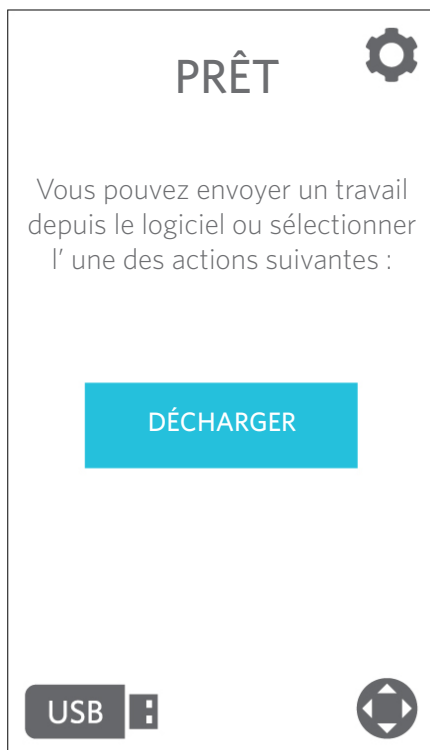 PRÊT
Vous pouvez envoyer un travail
depuis le logiciel ou sélectionner
l' une des actions suivantes :
DÉCHARGER
USB